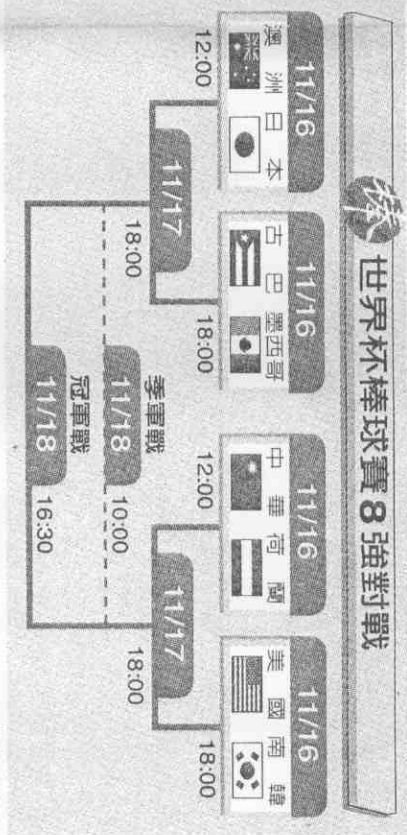 棒 世界杯棒球賽8強對戰
11/16 11/16 11/16 11/16
澳洲 日本 古巴 墨西哥 中華 荷蘭 美國 南韓
12:00 18:00 12:00 18:00
11/17 11/17
18:00 18:00
季軍戰
11/18 10:00
冠軍戰
11/18 16:30